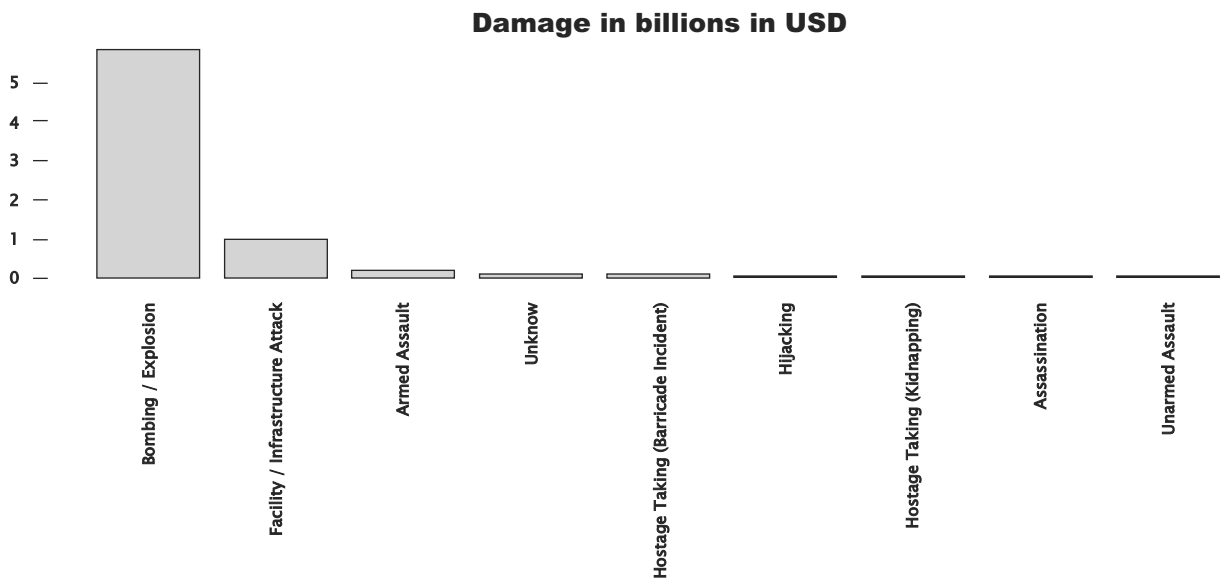 Damage in billions in USD
5
4
3
2
1
0
Bombing / Explosion
Facility / Infrastructure Attack
Armed Assault
Unknow
Hostage Taking (Barricade Incident)
Hijacking
Hostage Taking (Kidnapping)
Assassination
Unarmed Assault